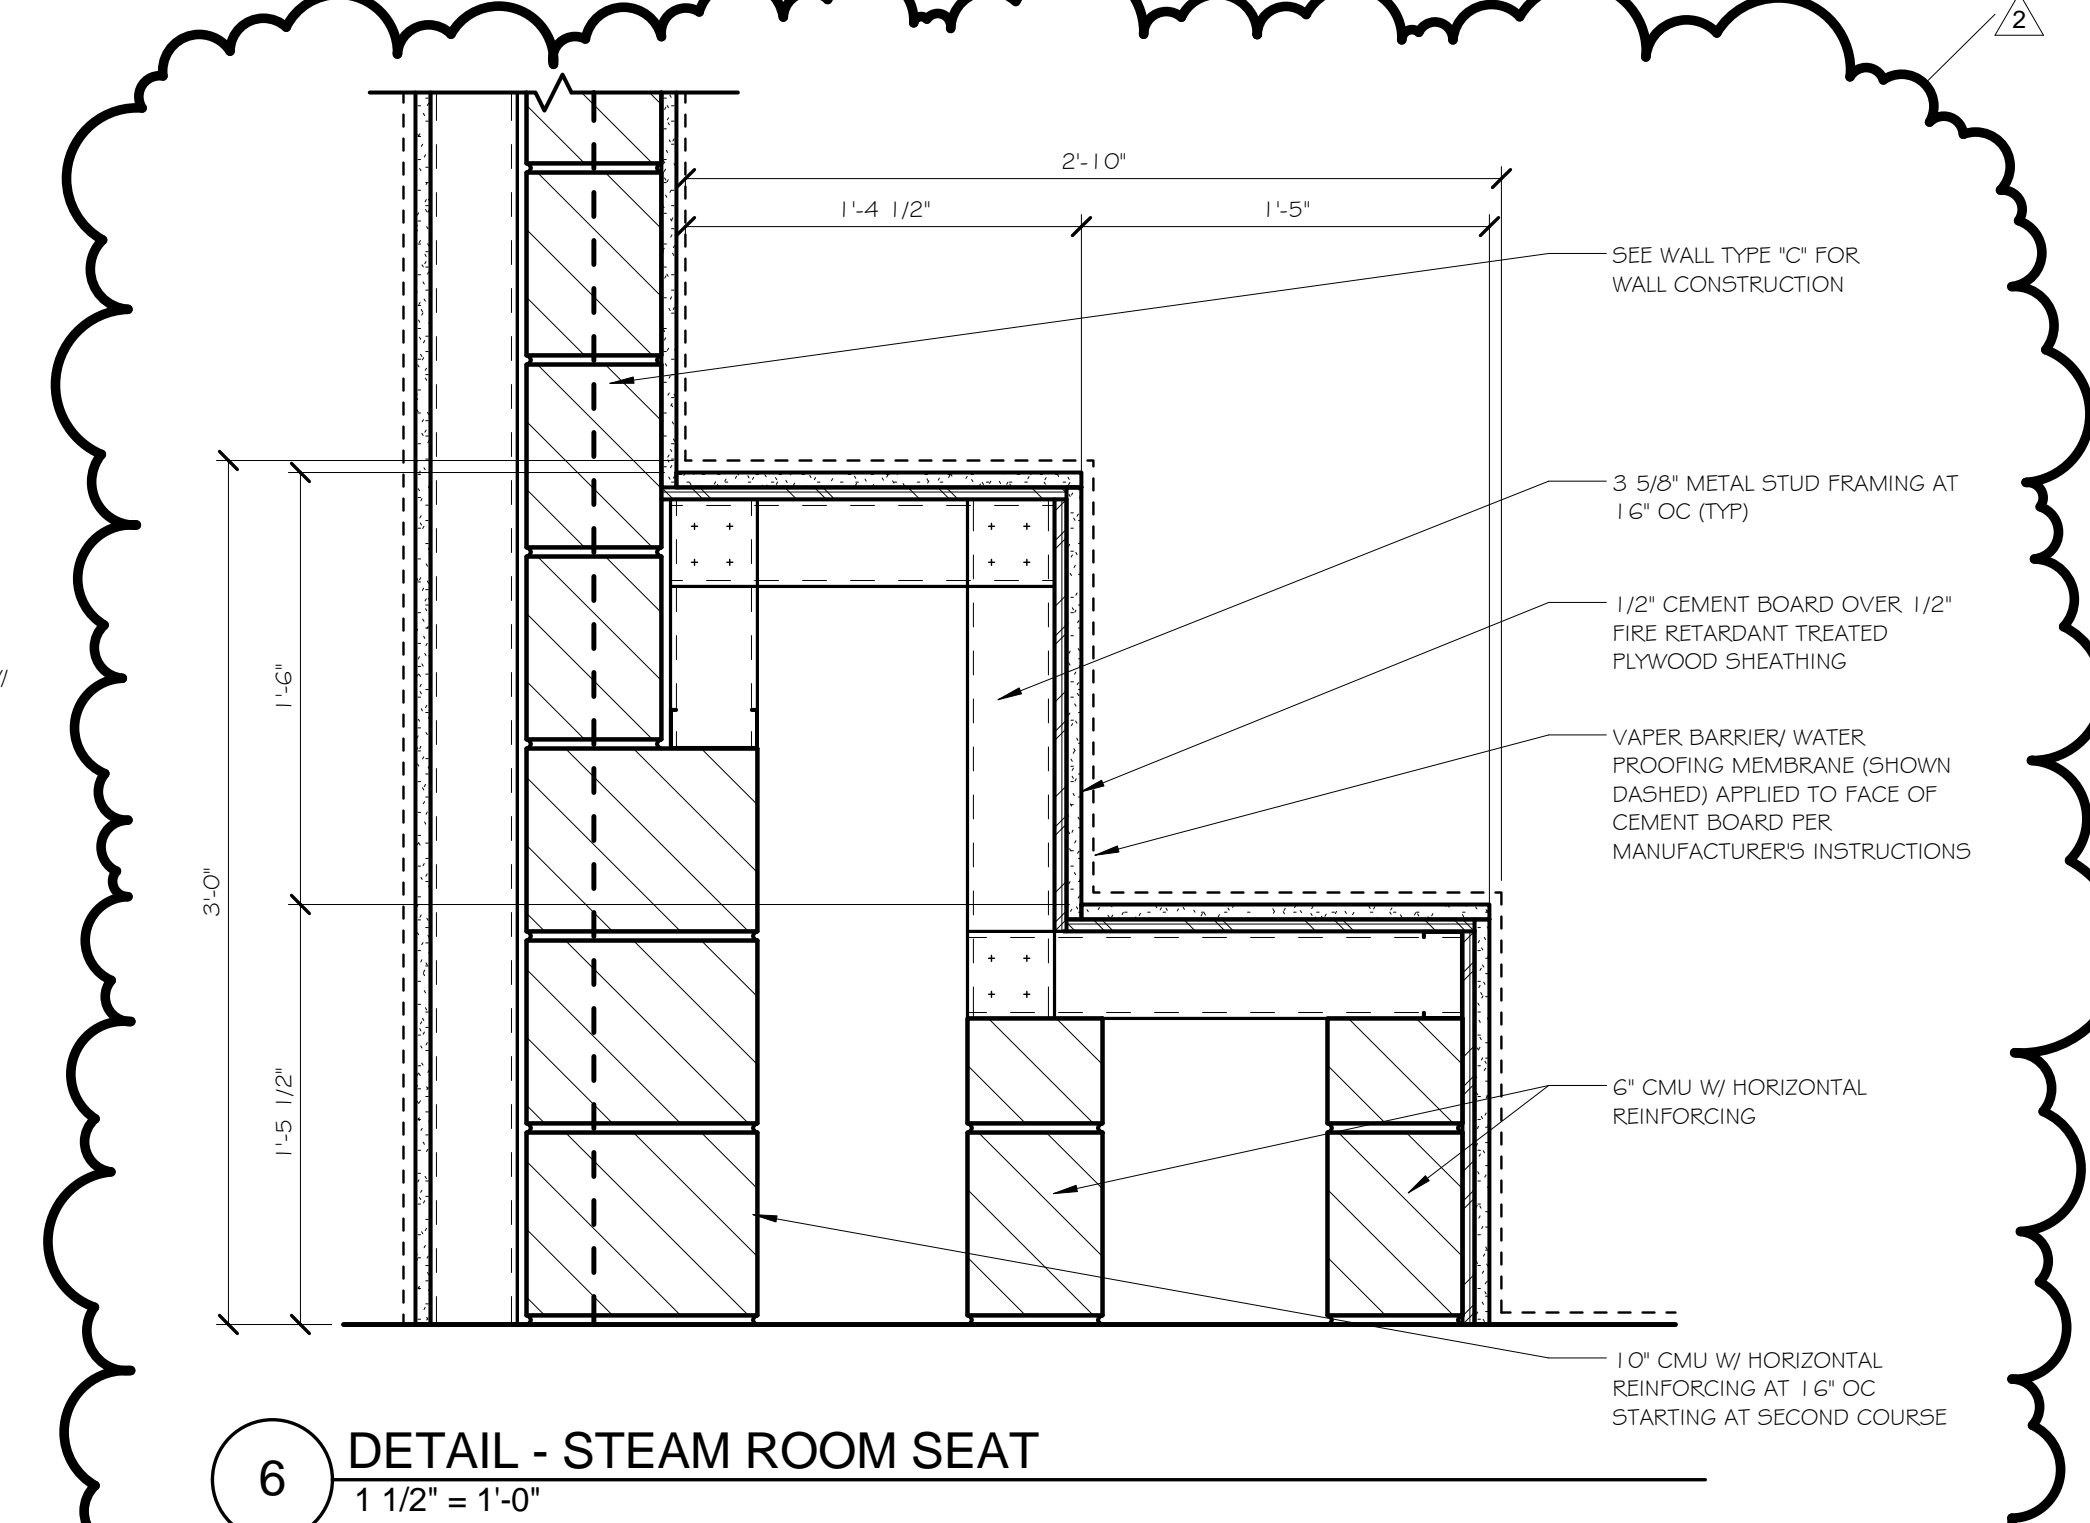 2
2'-10"
1'-4 1/2"
1'-5"
SEE WALL TYPE "C" FOR
WALL CONSTRUCTION
3 5/8" METAL STUD FRAMING AT
16" OC (TYP)
1/2" CEMENT BOARD OVER 1/2"
FIRE RETARDANT TREATED
PLYWOOD SHEATHING
1'-6"
VAPER BARRIER/ WATER
PROOFING MEMBRANE (SHOWN
DASHED) APPLIED TO FACE OF
CEMENT BOARD PER
MANUFACTURER'S INSTRUCTIONS
3'-0"
1'-5 1/2"
6" CMU W/ HORIZONTAL
REINFORCING
10" CMU W/ HORIZONTAL
REINFORCING AT 16" OC
STARTING AT SECOND COURSE
6
DETAIL - STEAM ROOM SEAT
1 1/2" = 1'-0"